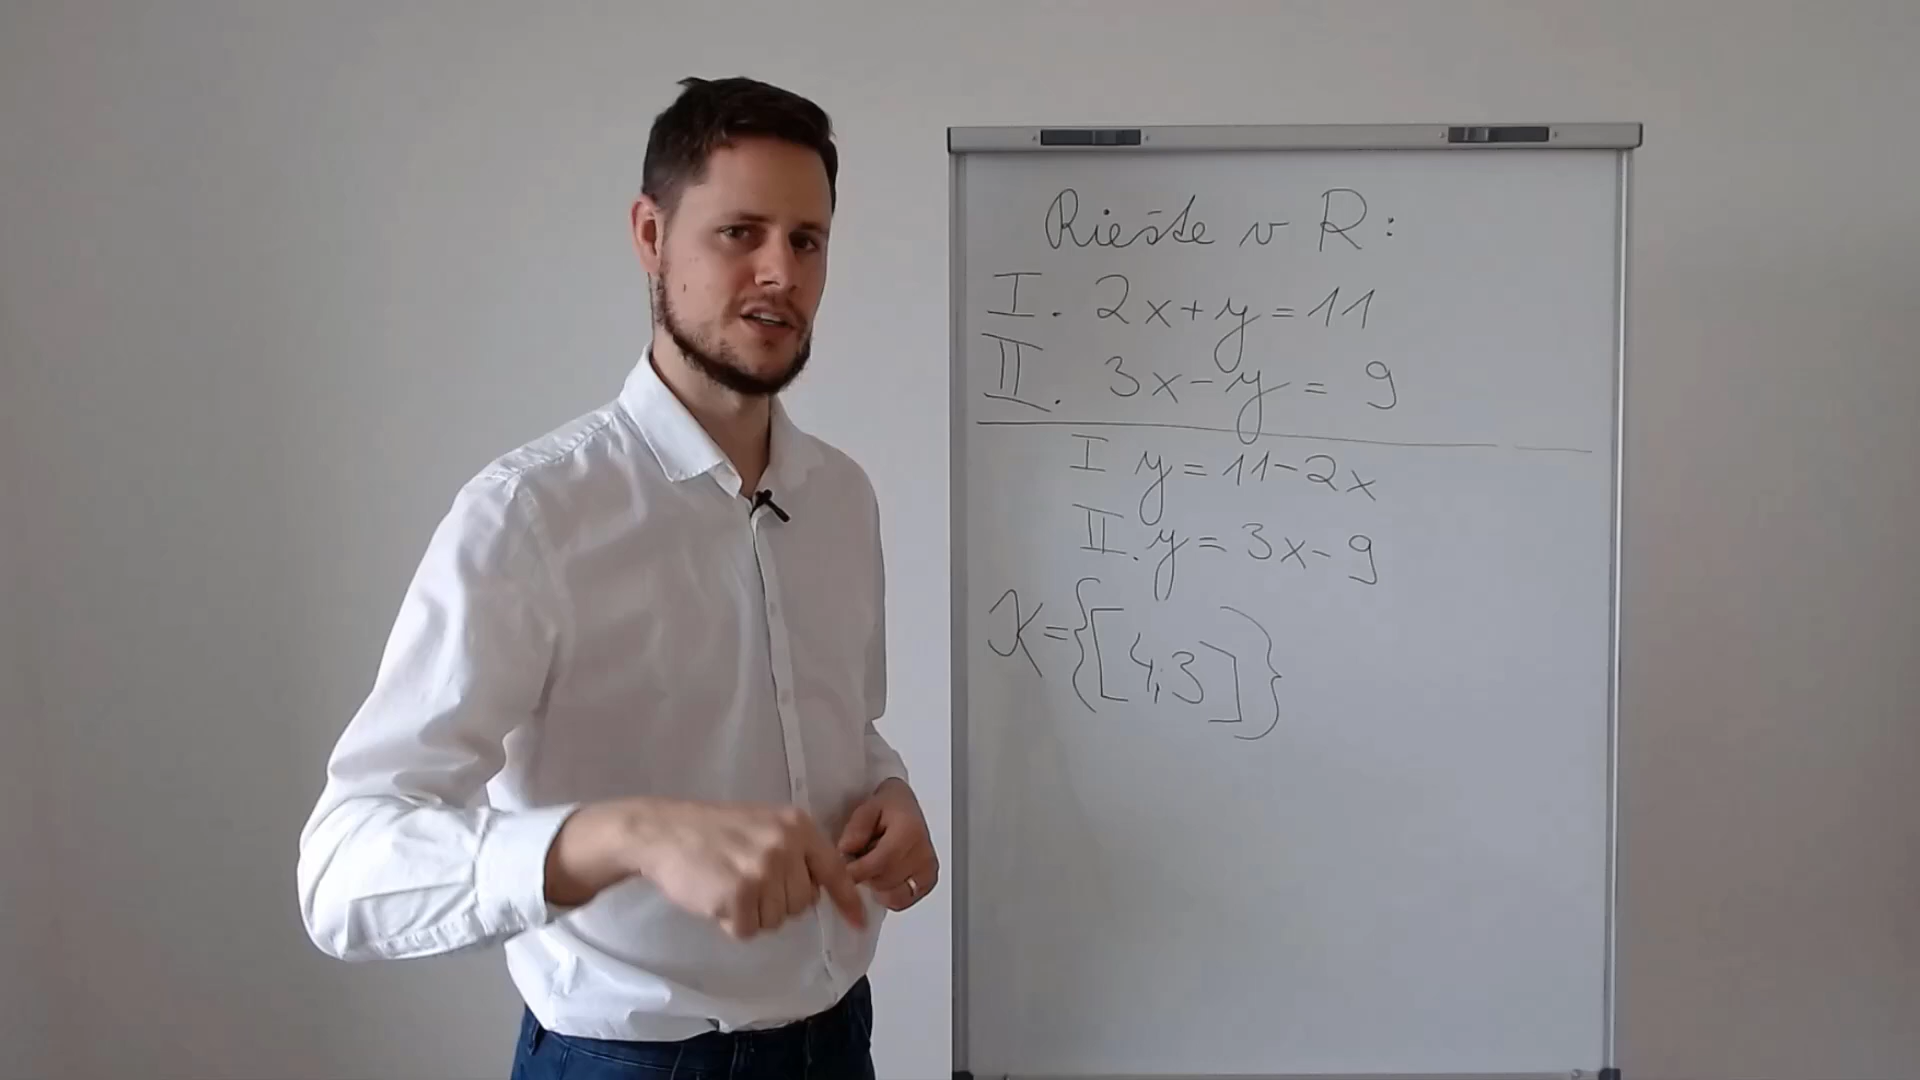 Riešte v R:
I. 2x+y=11
II. 3x-y=9
I y=11-2x
II. y=3x-9
K={[4;3]}